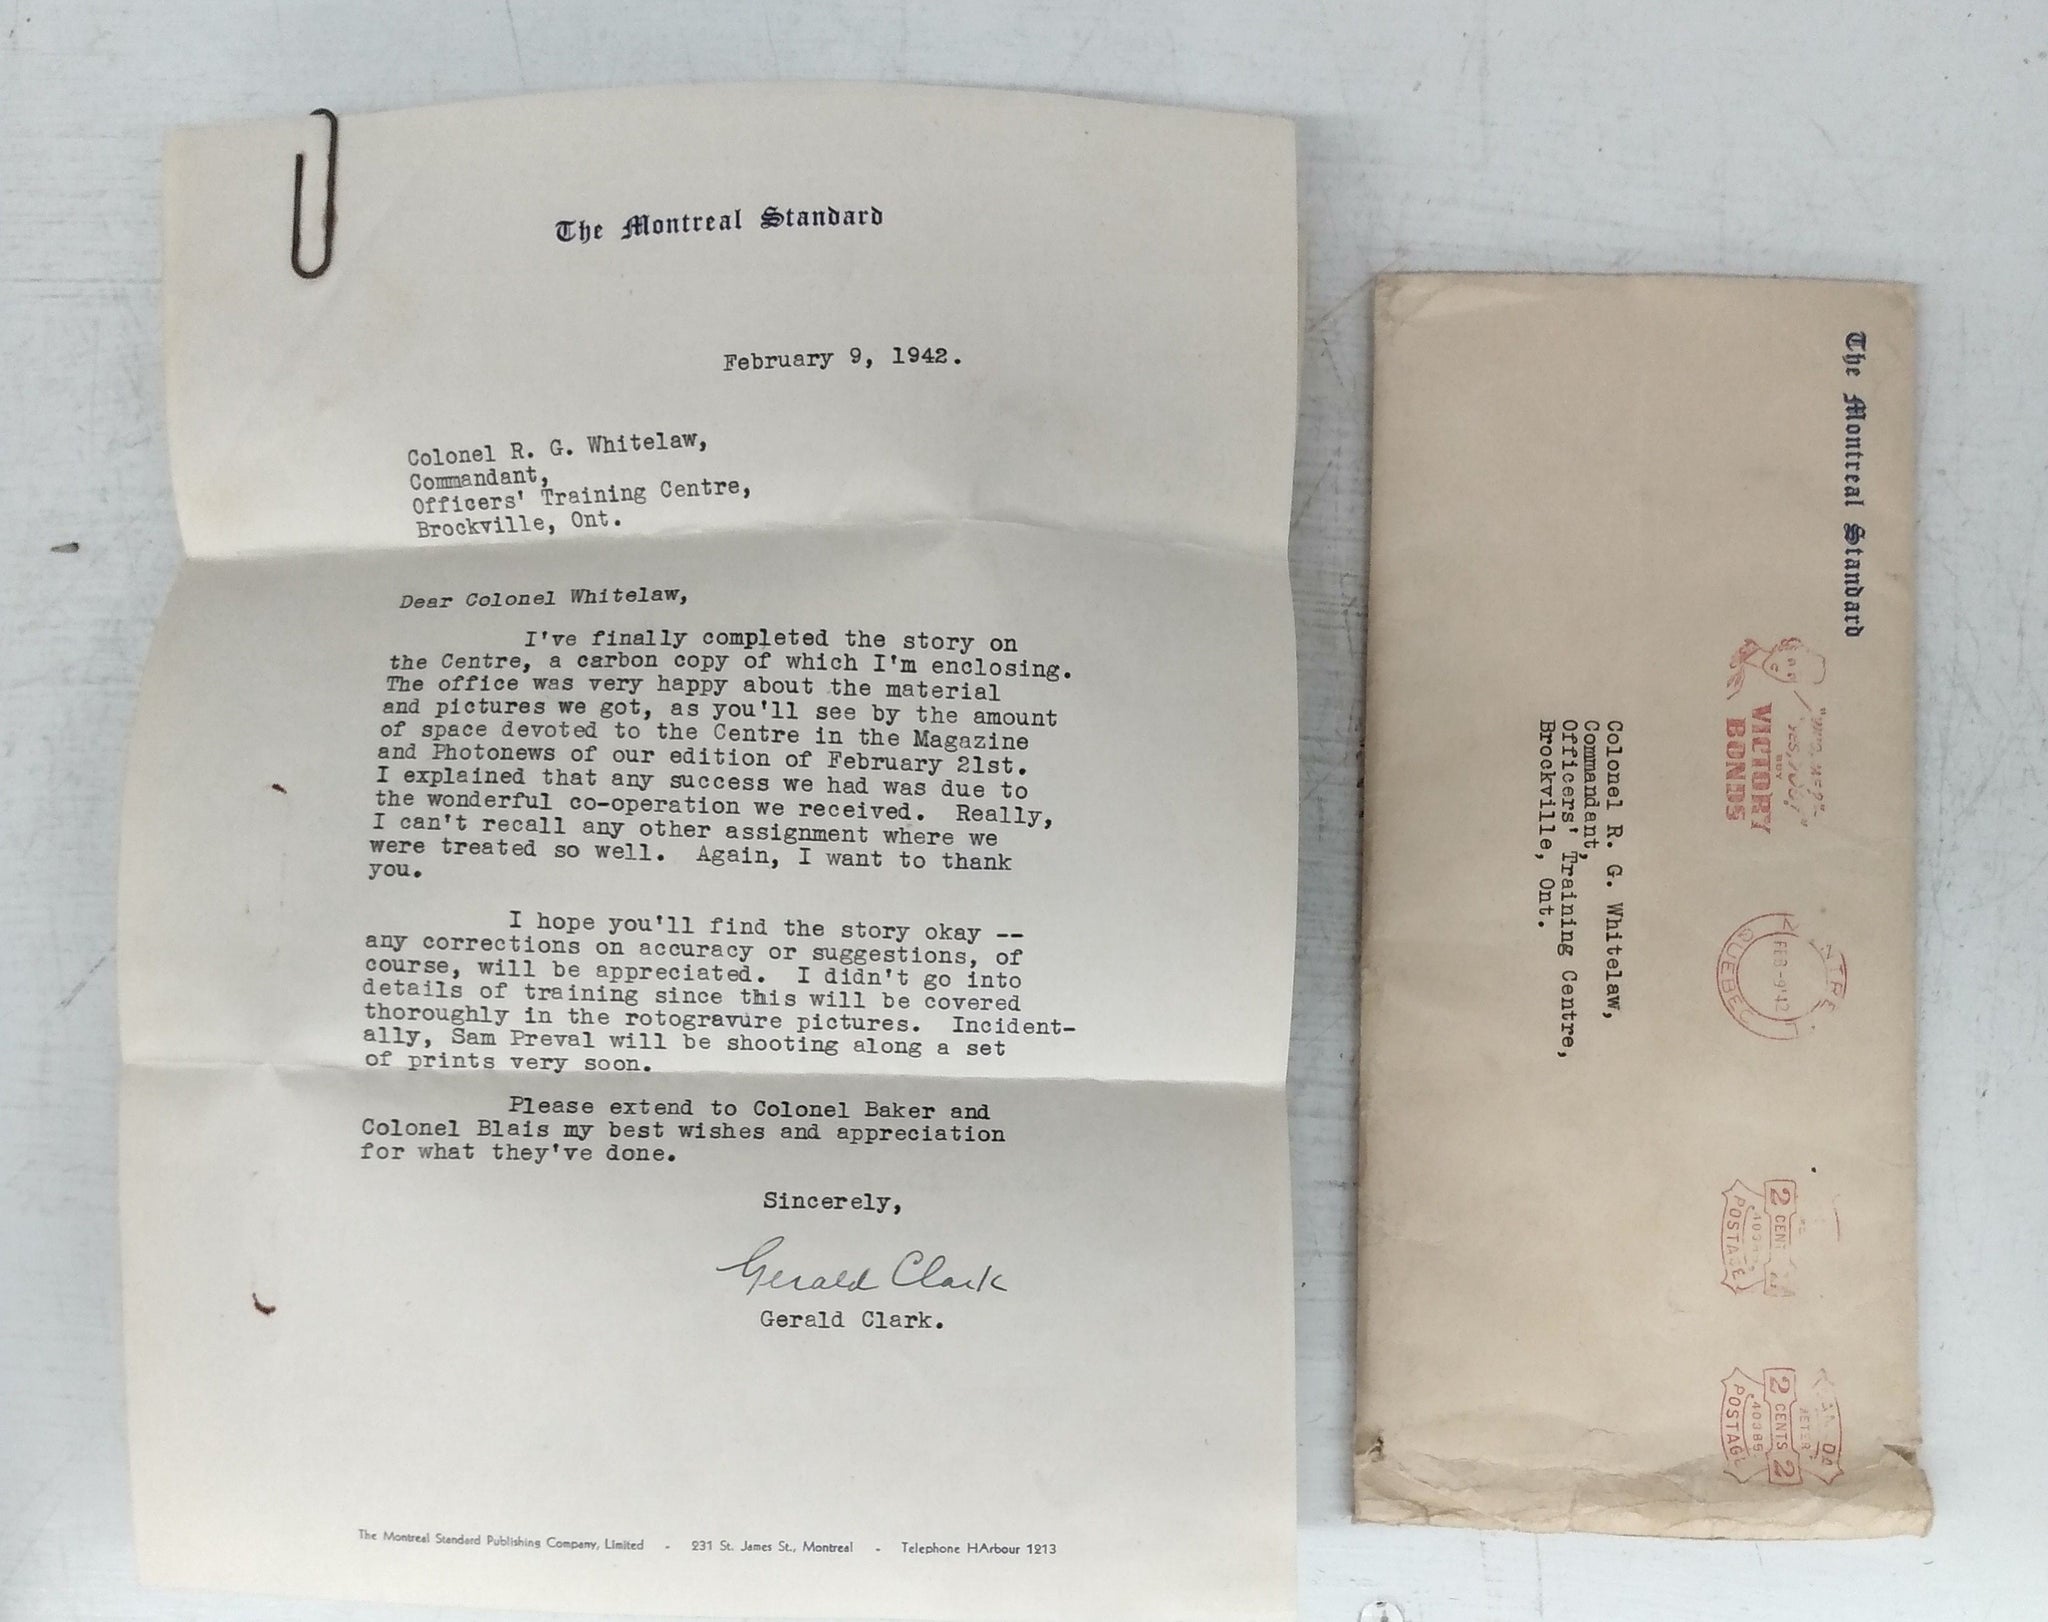 The Montreal Standard
February 9, 1942.
Colonel R. G. Whitelaw,
Commandant,
Officers' Training Centre,
Brockville, Ont.
Dear Colonel Whitelaw,
I've finally completed the story on
the Centre, a carbon copy of which I'm enclosing.
The office was very happy about the material
and pictures we got, as you'll see by the amount
of space devoted to the Centre in the Magazine
and Photonews of our edition of February 21st.
I explained that any success we had was due to
the wonderful co-operation we received. Really,
I can't recall any other assignment where we
were treated so well. Again, I want to thank
you.
I hope you'll find the story okay --
any corrections on accuracy or suggestions, of
course, will be appreciated. I didn't go into
details of training since this will be covered
thoroughly in the rotogravure pictures. Incident-
ally, Sam Preval will be shooting along a set
of prints very soon.
Please extend to Colonel Baker and
Colonel Blais my best wishes and appreciation
for what they've done.
Sincerely,
Gerald Clark
Gerald Clark.
The Montreal Standard Publishing Company, Limited - 231 St. James St., Montreal - Telephone HArbour 1213
The Montreal Standard
"Who, me?"
"Yes, you!"
BUY
VICTORY
BONDS
FEB-9'42
QUEBEC
2 CENT
POSTAGE
METER
2 CENTS 2
40385
POSTAGE
Colonel R. G. Whitelaw,
Commandant,
Officers' Training Centre,
Brockville, Ont.